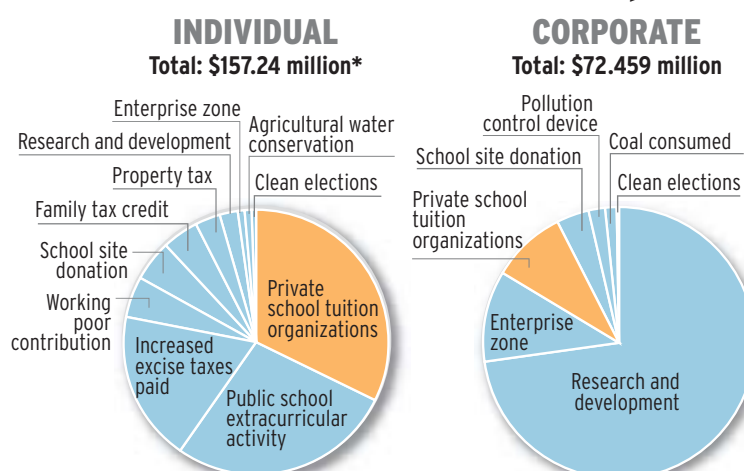 INDIVIDUAL
Total: $157.24 million*
Enterprise zone
Agricultural water
conservation
Research and development
Property tax
Clean elections
Family tax credit
School site
donation
Working
poor
contribution
Private
school tuition
organizations
Increased
excise taxes
paid
Public school
extracurricular
activity
CORPORATE
Total: $72.459 million
Pollution
control device
Coal consumed
School site donation
Clean elections
Private school
tuition
organizations
Enterprise
zone
Research and
development